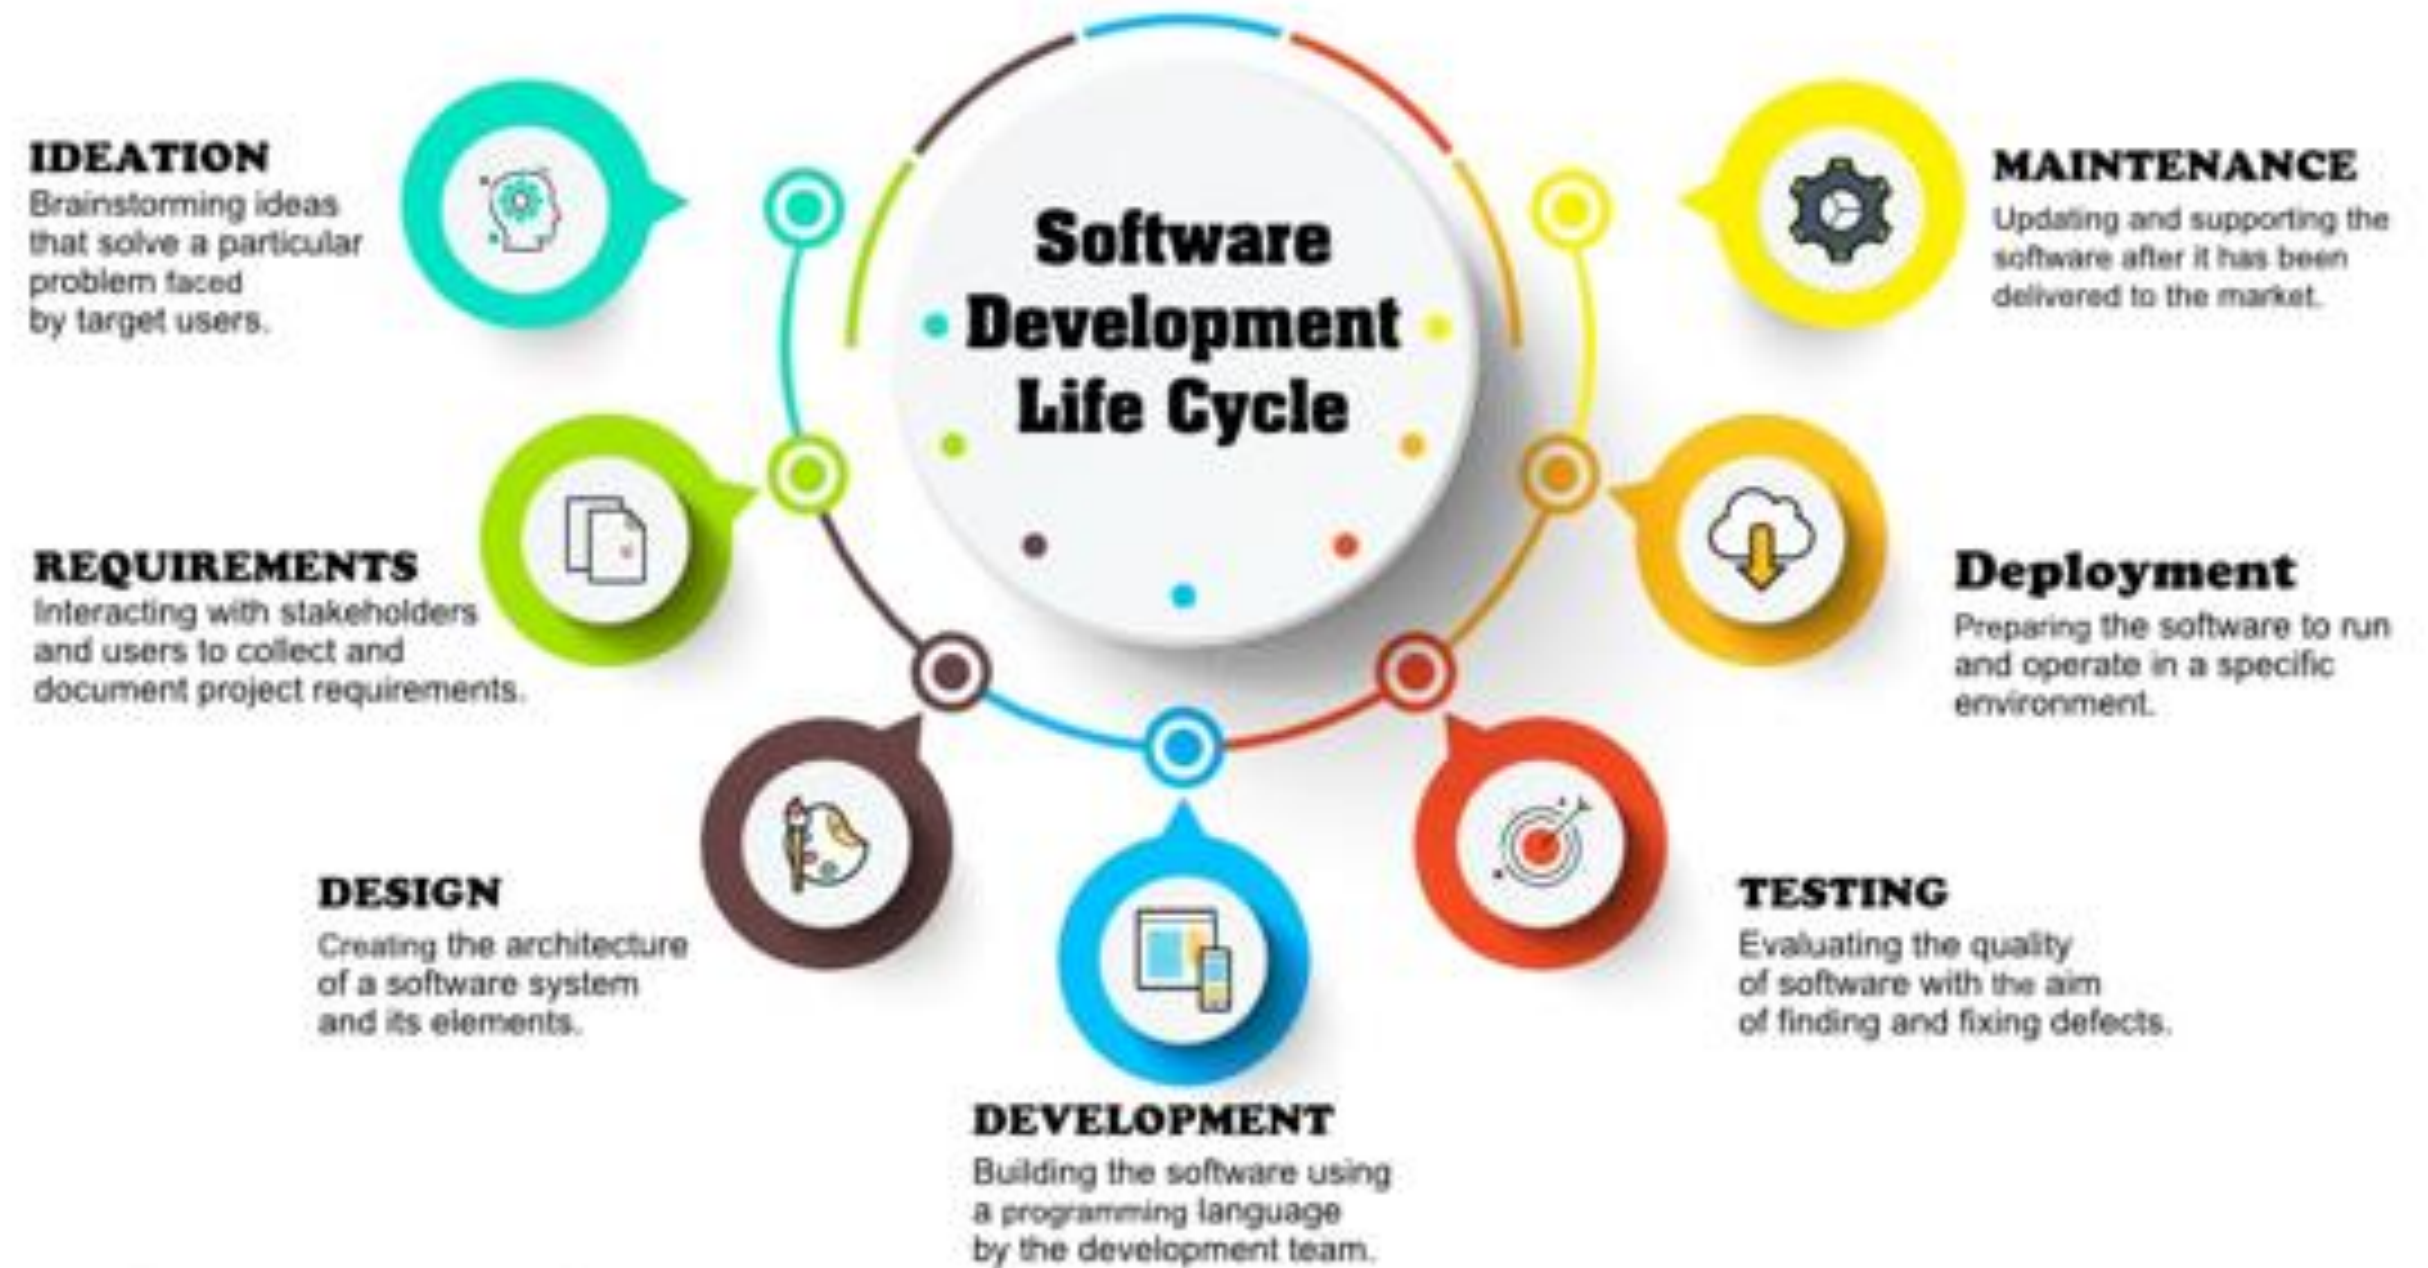 Software
Development
Life Cycle
IDEATION
Brainstorming ideas
that solve a particular
problem faced
by target users.
REQUIREMENTS
Interacting with stakeholders
and users to collect and
document project requirements.
DESIGN
Creating the architecture
of a software system
and its elements.
DEVELOPMENT
Building the software using
a programming language
by the development team.
TESTING
Evaluating the quality
of software with the aim
of finding and fixing defects.
Deployment
Preparing the software to run
and operate in a specific
environment.
MAINTENANCE
Updating and supporting the
software after it has been
delivered to the market.